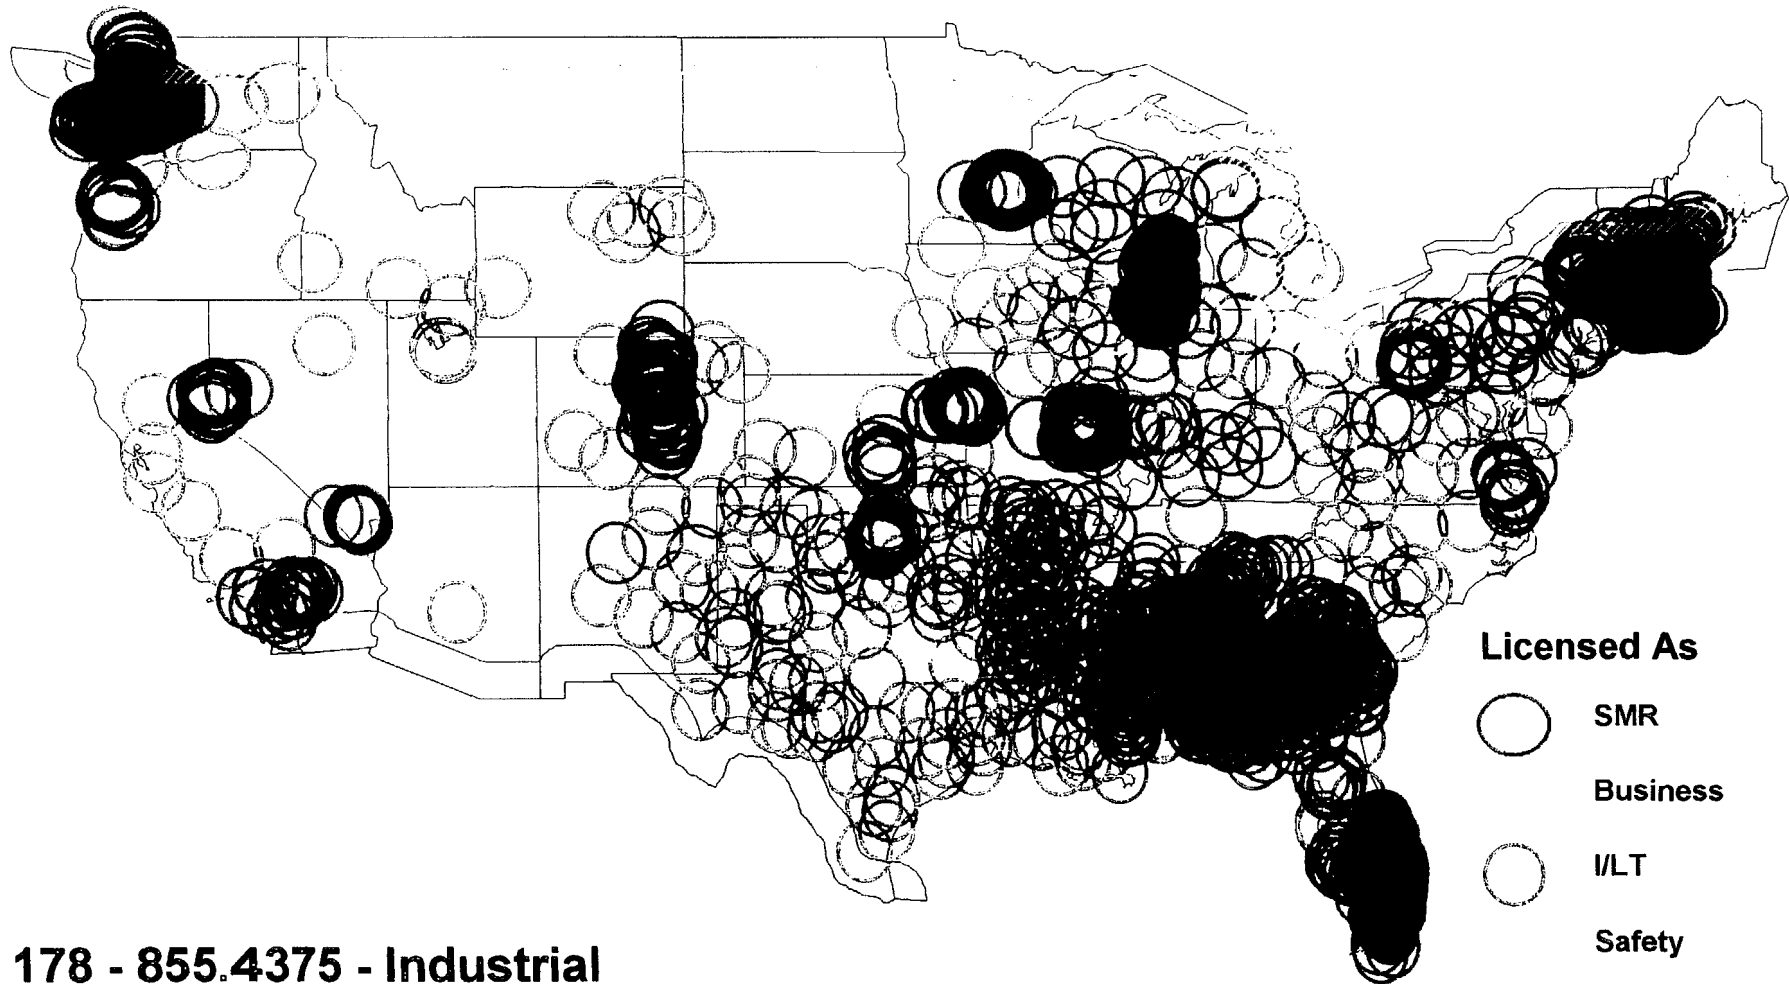 Licensed As
SMR
Business
I/LT
Safety
178 - 855.4375 - Industrial